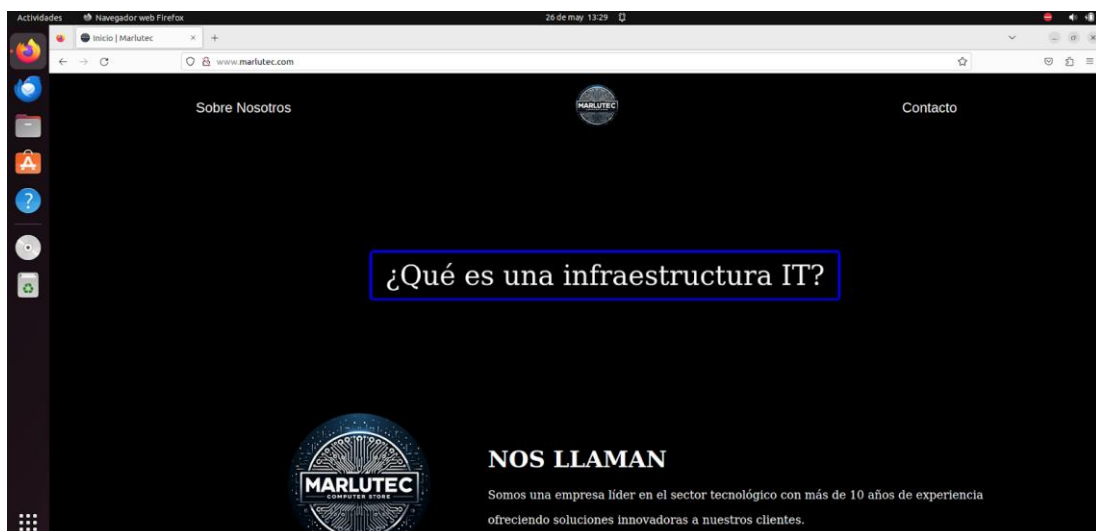 Actividades
Navegador web Firefox
26 de may 13:29
Inicio | Marlutec
www.marlutec.com
Sobre Nosotros
MARLUTEC
Contacto
¿Qué es una infraestructura IT?
MARLUTEC
COMPUTER STORE
NOS LLAMAN
Somos una empresa líder en el sector tecnológico con más de 10 años de experiencia
ofreciendo soluciones innovadoras a nuestros clientes.